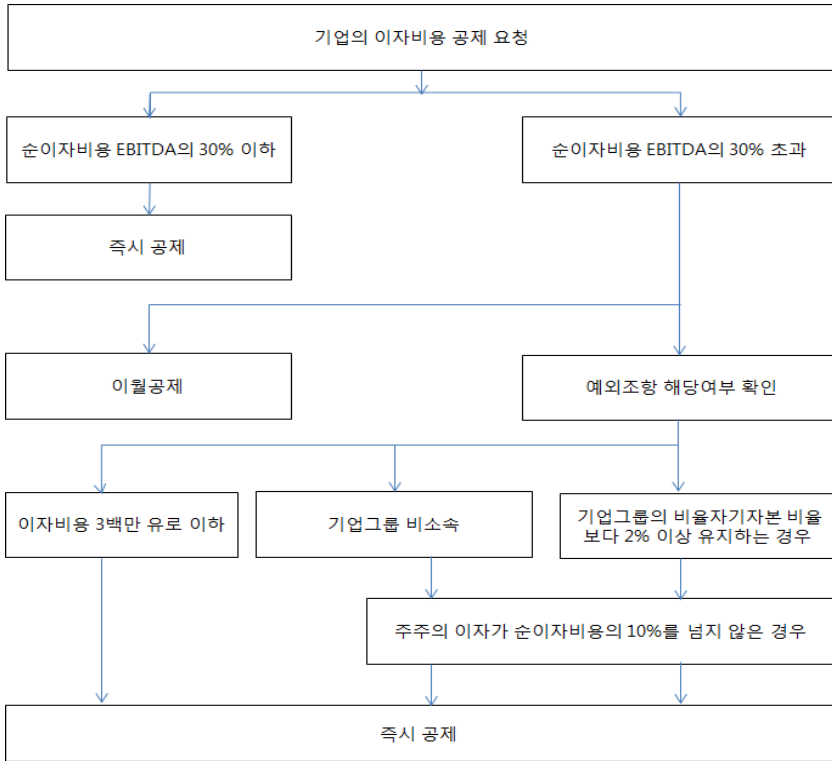 기업의 이자비용 공제 요청
순이자비용 EBITDA의 30% 이하
순이자비용 EBITDA의 30% 초과
즉시 공제
이월공제
예외조항 해당여부 확인
이자비용 3백만 유로 이하
기업그룹 비소속
기업그룹의 비율자기자본 비율
보다 2% 이상 유지하는 경우
주주의 이자가 순이자비용의 10%를 넘지 않은 경우
즉시 공제